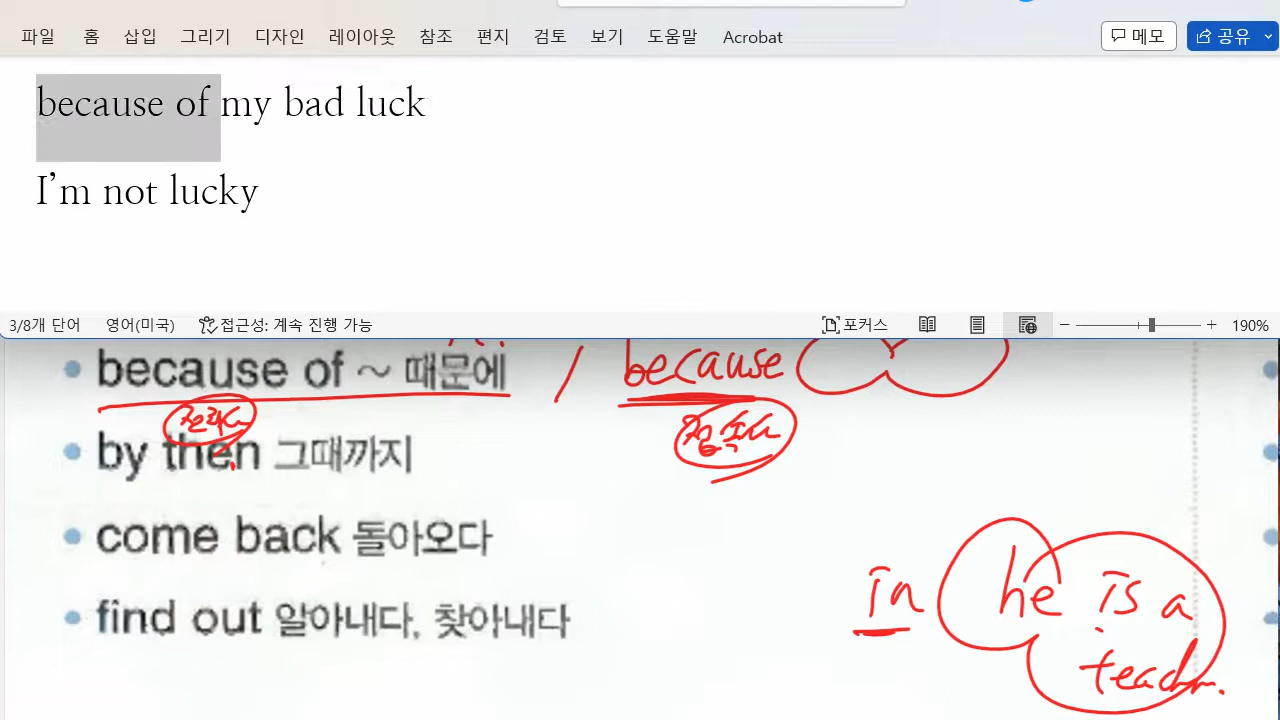 파일 홈 삽입 그리기 디자인 레이아웃 참조 편지 검토 보기 도움말 Acrobat 메모 공유
because of my bad luck
I'm not lucky
3/8개 단어 영어(미국) 접근성: 계속 진행 가능 포커스 190%
because of ~ 때문에 / because
전치사 접속사
by then 그때까지
come back 돌아오다
in he is a
find out 알아내다, 찾아내다